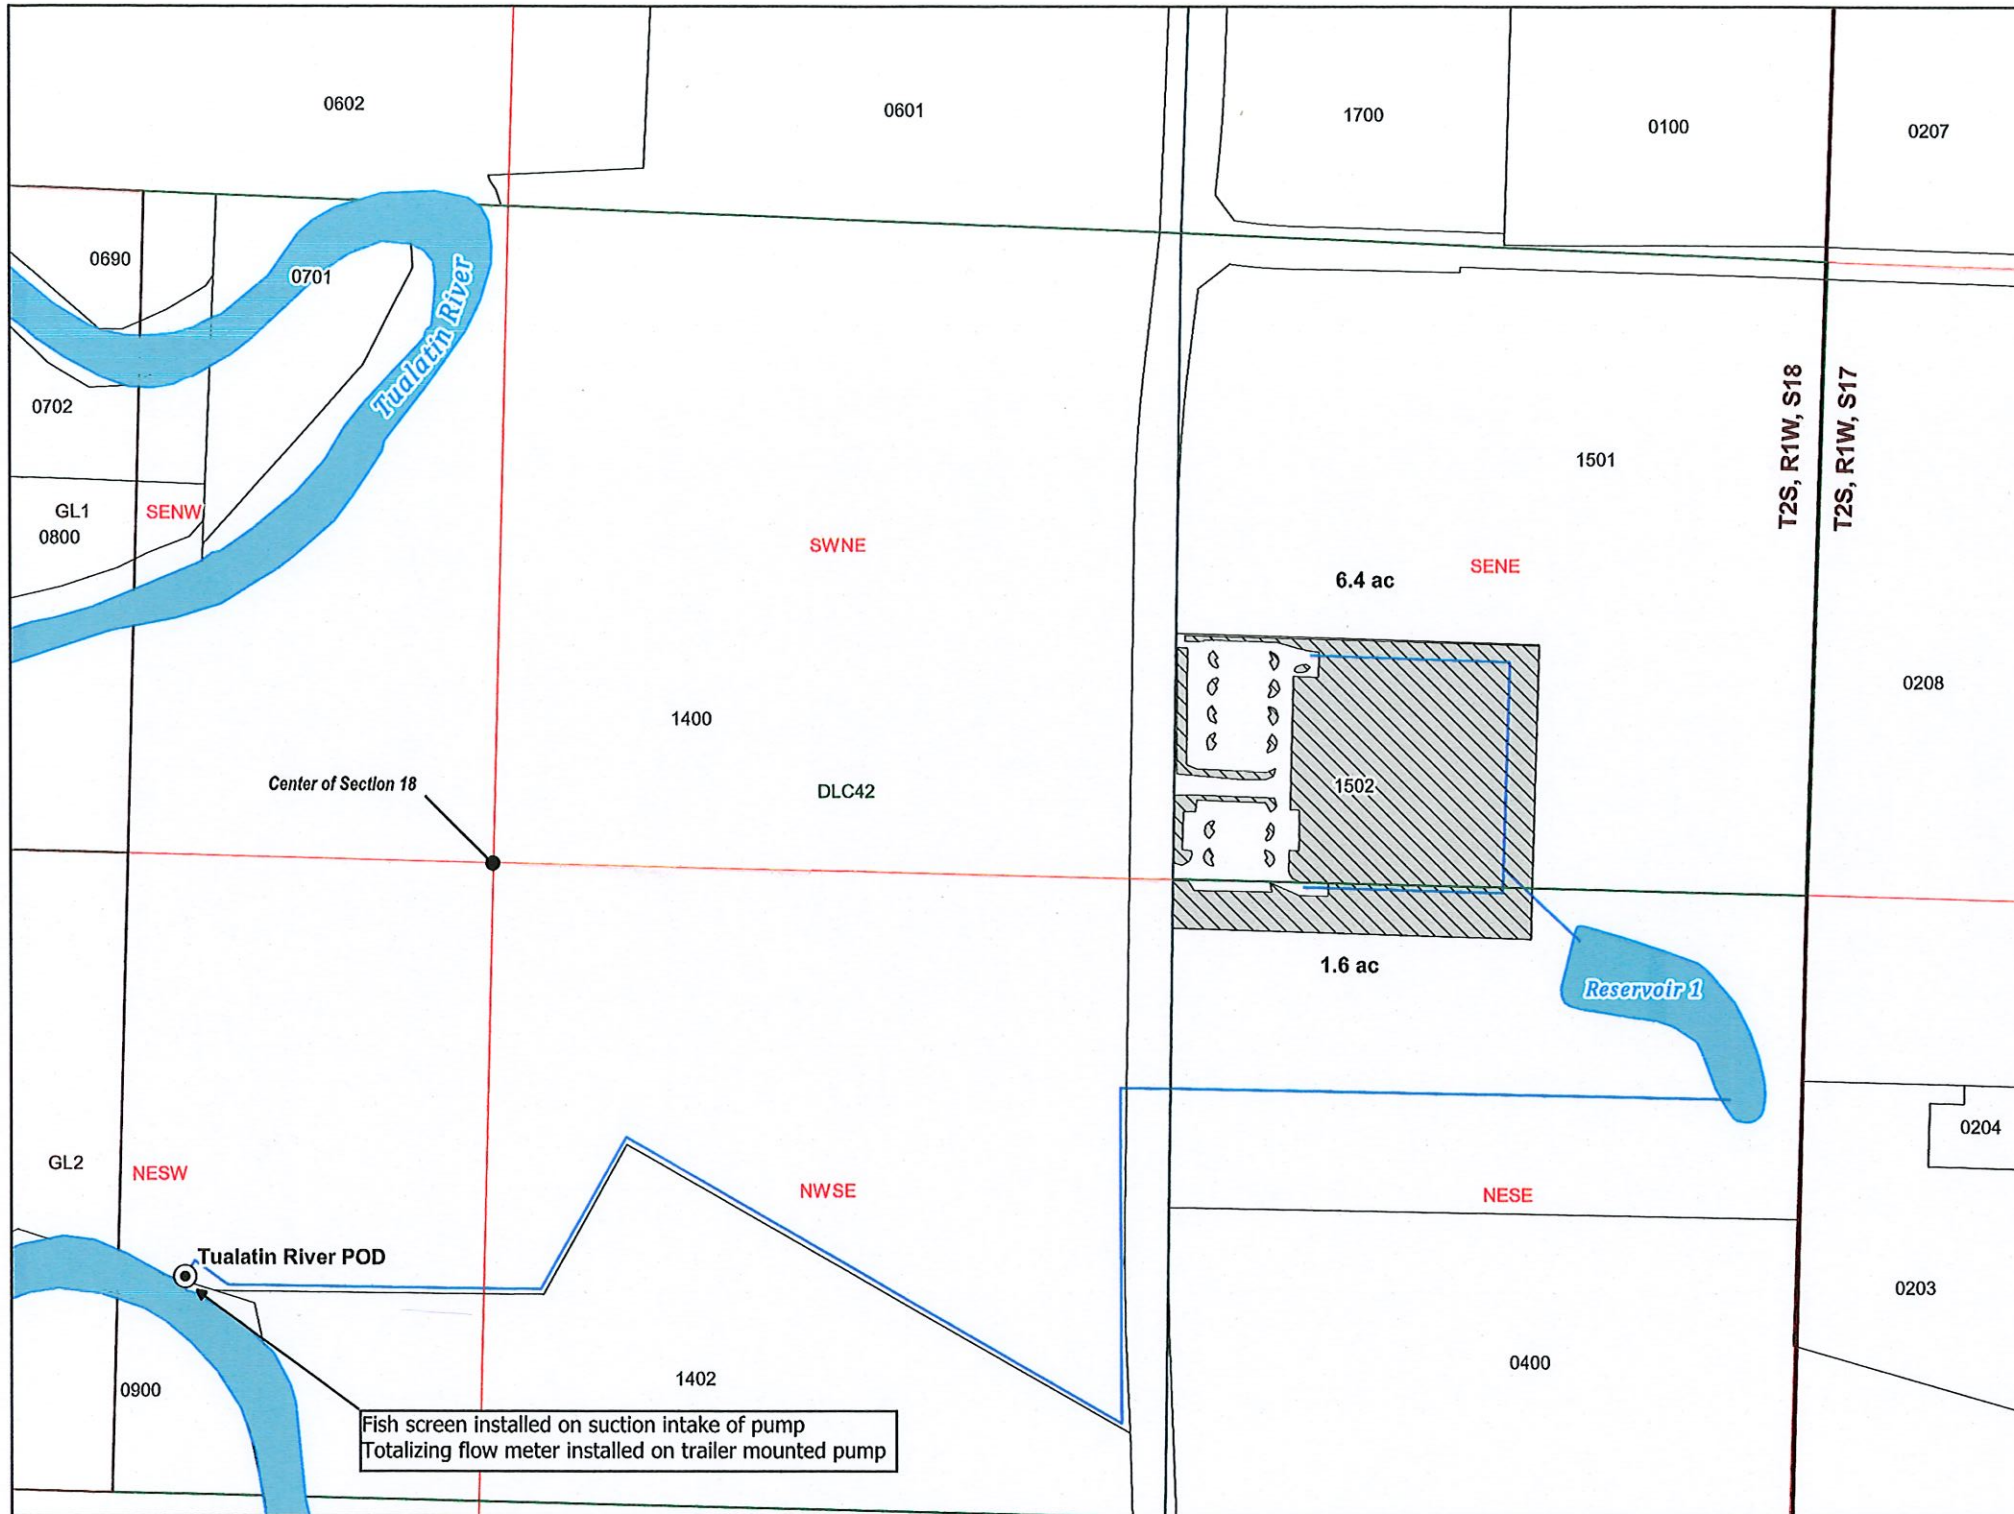 0602
0601
1700
0100
0207
0690
0701
Tualatin River
0702
T2S, R1W, S18
T2S, R1W, S17
1501
GL1
SENW
0800
SWNE
SENE
6.4 ac
0208
1400
Center of Section 18
DLC42
1502
1.6 ac
Reservoir 1
0204
GL2
NESW
NWSE
NESE
Tualatin River POD
0203
0400
1402
0900
Fish screen installed on suction intake of pump
Totalizing flow meter installed on trailer mounted pump